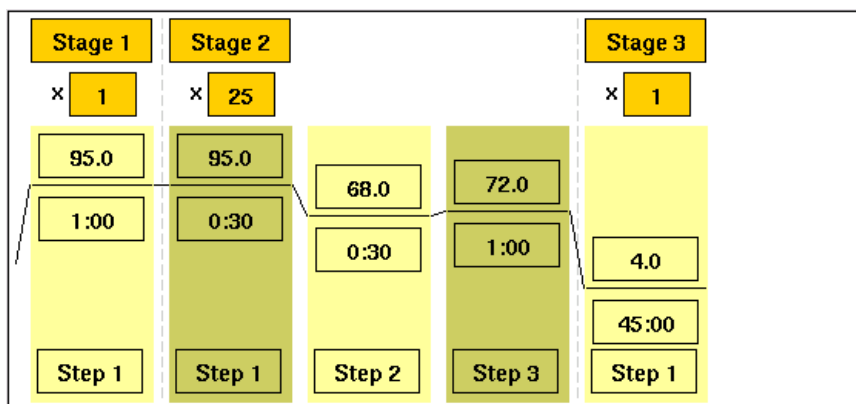 Stage 1 Stage 2 Stage 3
x 1 x 25 x 1
95.0 95.0 68.0 72.0 4.0
1:00 0:30 0:30 1:00 45:00
Step 1 Step 1 Step 2 Step 3 Step 1